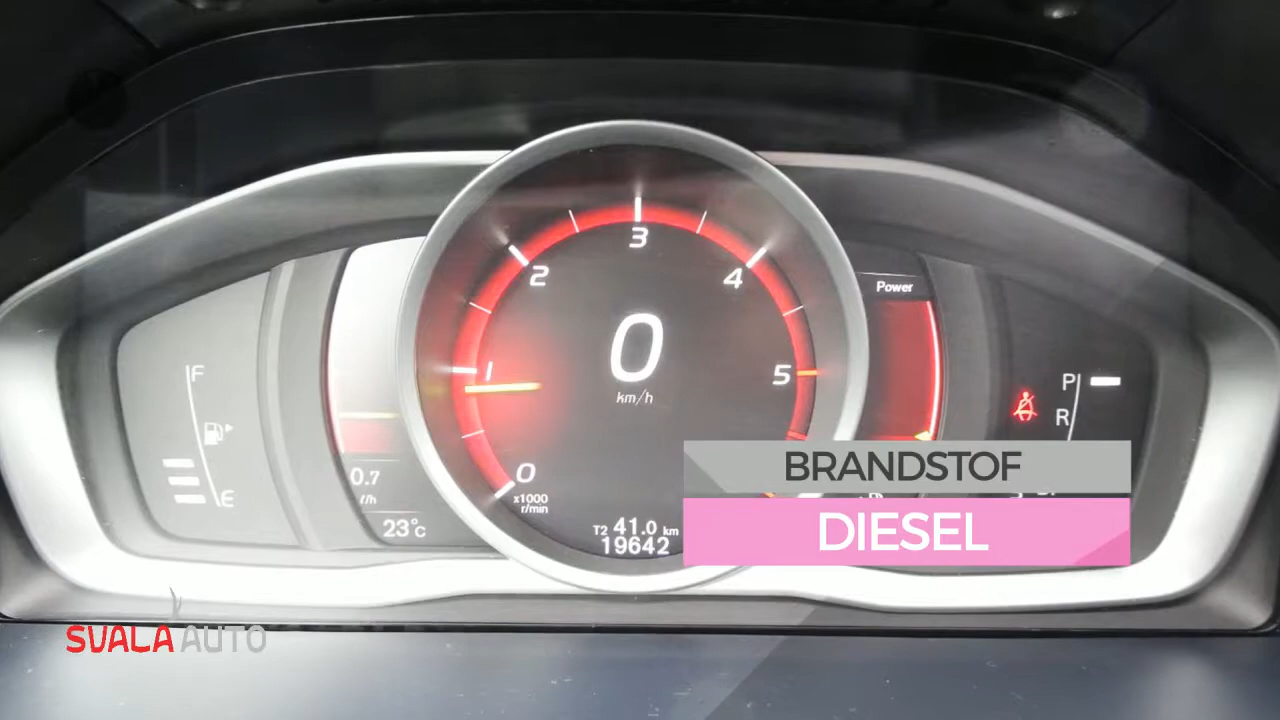 3
2
4
Power
0
km/h
F
1
5
P
R
E
0
0.7
l/h
x1000
r/min
23°c
T2 41.0 km
19642
BRANDSTOF
DIESEL
SVALA AUTO